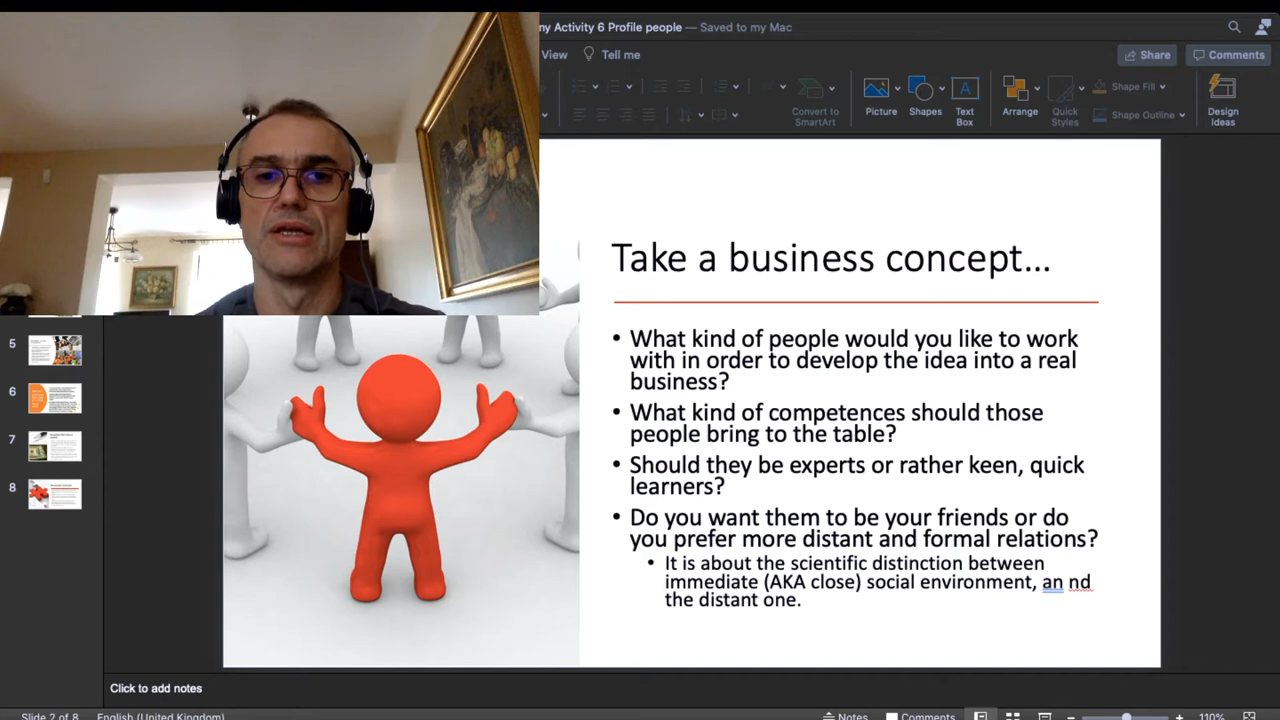 ny Activity 6 Profile people — Saved to my Mac
View
Tell me
Share
Comments
Convert to
SmartArt
Picture
Shapes
Text
Box
Arrange
Quick
Styles
Shape Fill
Shape Outline
Design
Ideas
Take a business concept...
• What kind of people would you like to work
with in order to develop the idea into a real
business?
• What kind of competences should those
people bring to the table?
• Should they be experts or rather keen, quick
learners?
• Do you want them to be your friends or do
you prefer more distant and formal relations?
• It is about the scientific distinction between
immediate (AKA close) social environment, an nd
the distant one.
5
6
7
8
Click to add notes
Slide 2 of 8
English (United Kingdom)
Notes
Comments
110%